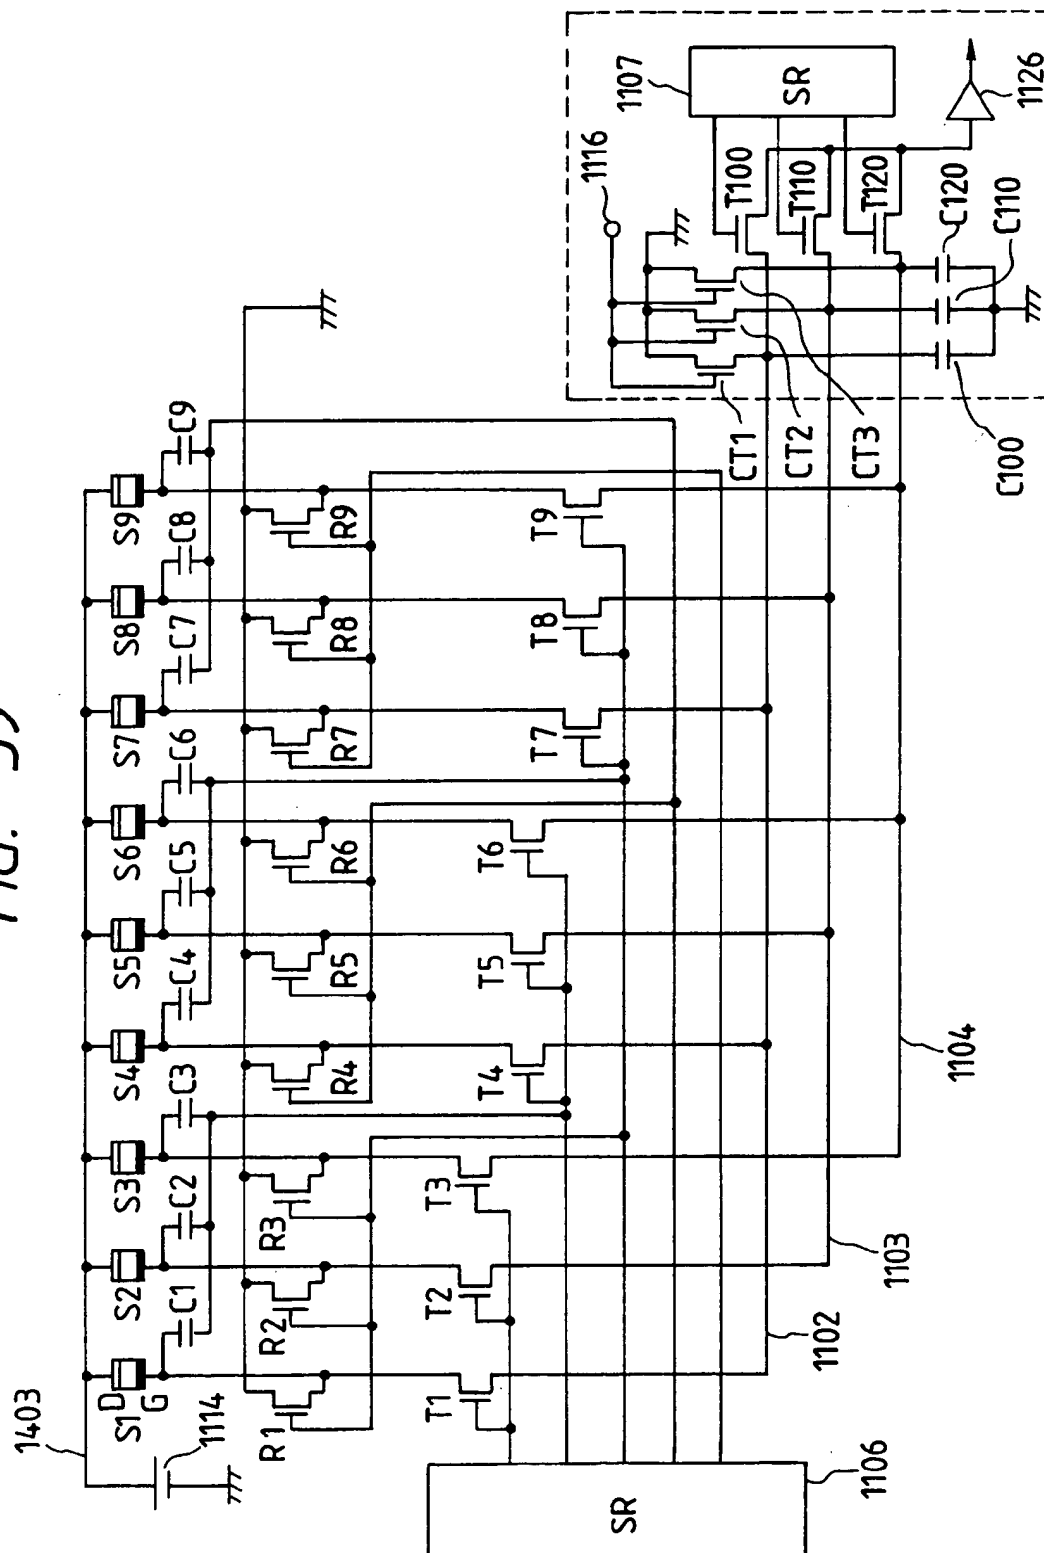 FIG.
1403
S1
S2
S3
S4
S5
S6
S7
S8
S9
D
G
C1
C2
C3
C4
C5
C6
C7
C8
C9
1114
R1
R2
R3
R4
R5
R6
R7
R8
R9
T1
T2
T3
T4
T5
T6
T7
T8
T9
1116
1107
SR
CT1
CT2
CT3
T100
T110
T120
C100
C110
C120
1126
SR
1106
1102
1103
1104